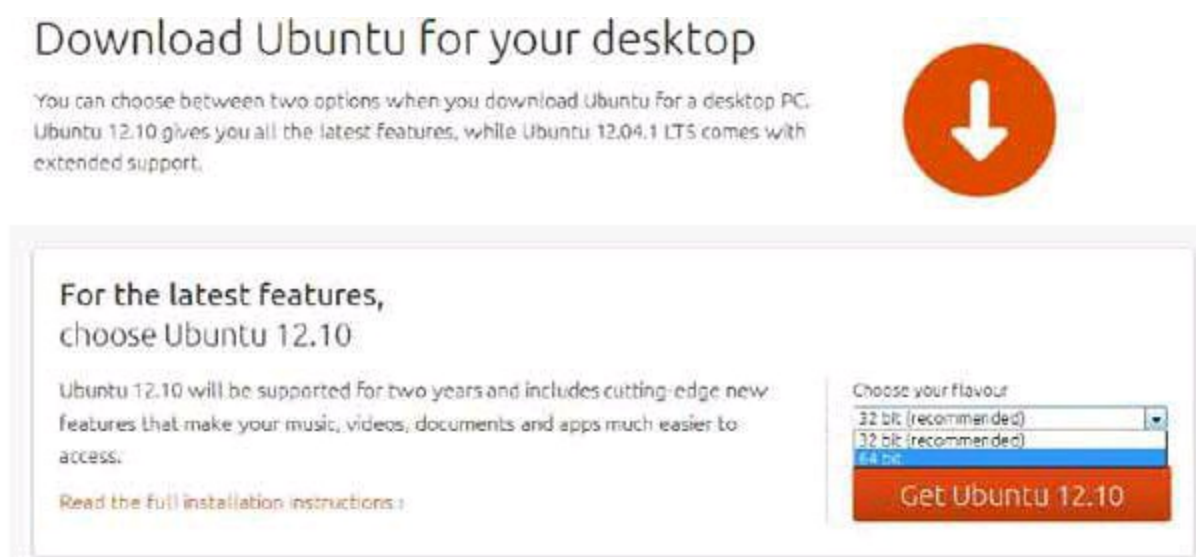 Download Ubuntu for your desktop
You can choose between two options when you download Ubuntu for a desktop PC.
Ubuntu 12.10 gives you all the latest features, while Ubuntu 12.04.1 LTS comes with
extended support.
For the latest features,
choose Ubuntu 12.10
Ubuntu 12.10 will be supported for two years and includes cutting-edge new
features that make your music, videos, documents and apps much easier to
access.
Read the full installation instructions ›
Choose your flavour
32 bit (recommended)
32 bit (recommended)
64 bit
Get Ubuntu 12.10